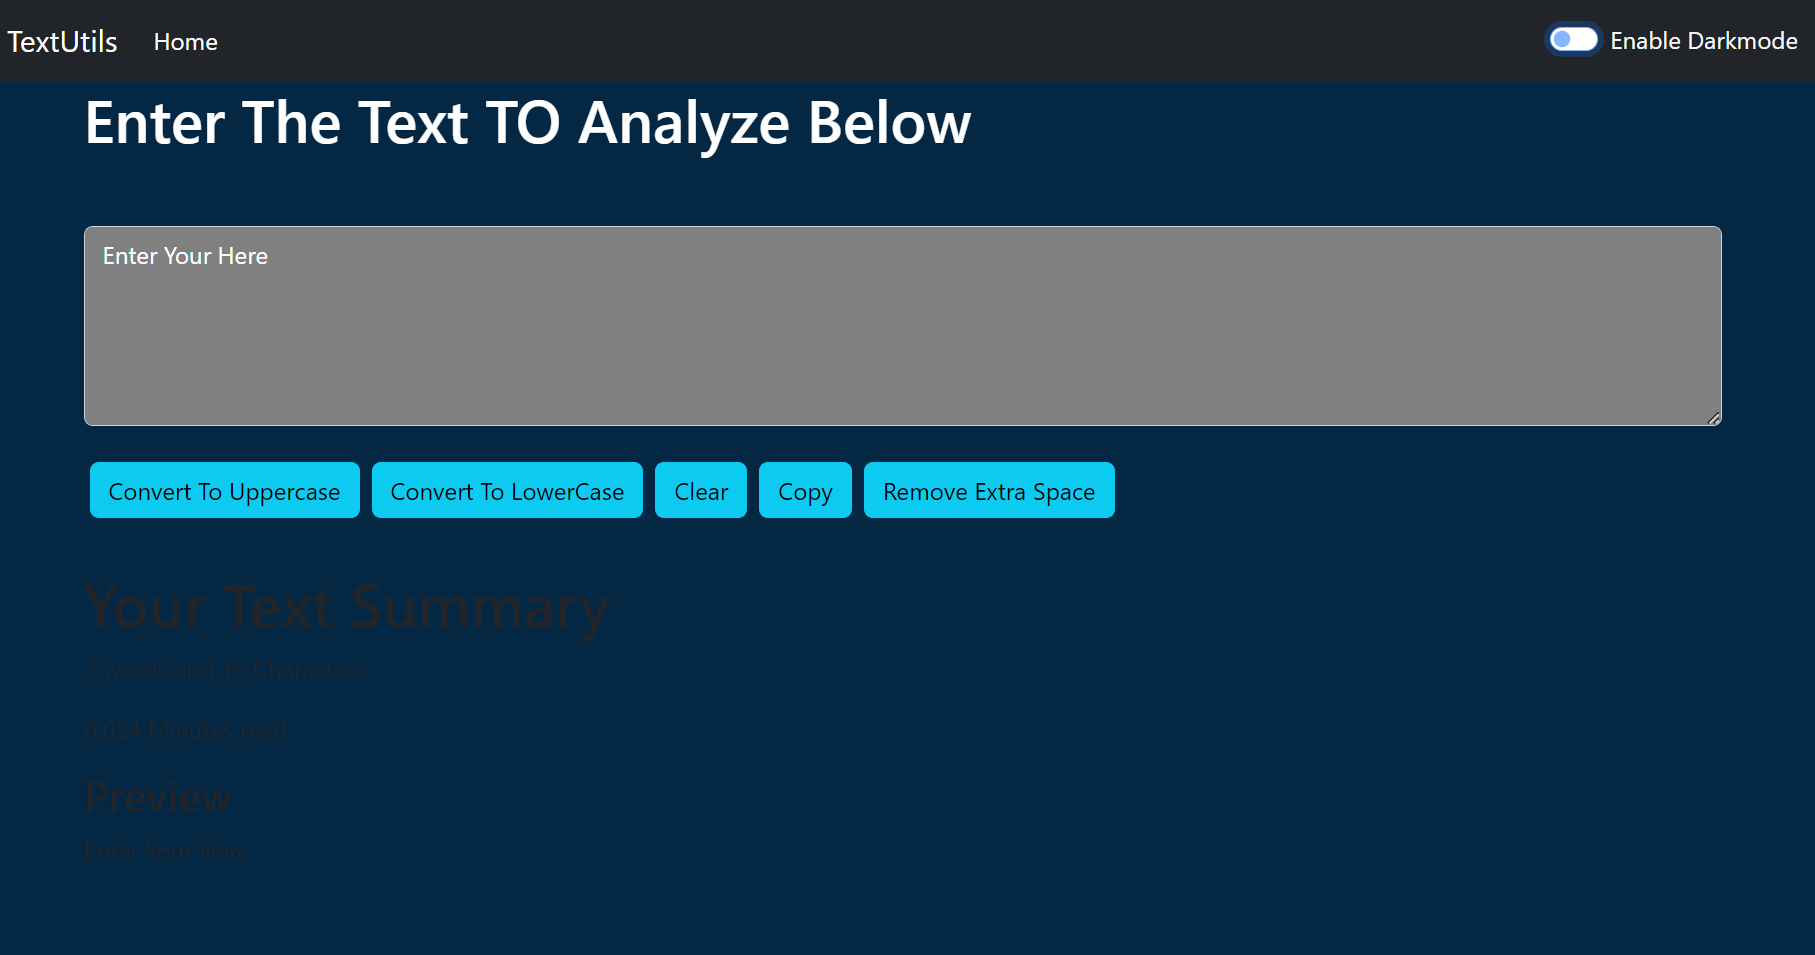 TextUtils Home Enable Darkmode
Enter The Text TO Analyze Below
Enter Your Here
Convert To Uppercase Convert To LowerCase Clear Copy Remove Extra Space
Your Text Summary
3 words and 15 Characters
0.024 Minutes read
Preview
Enter Your Here